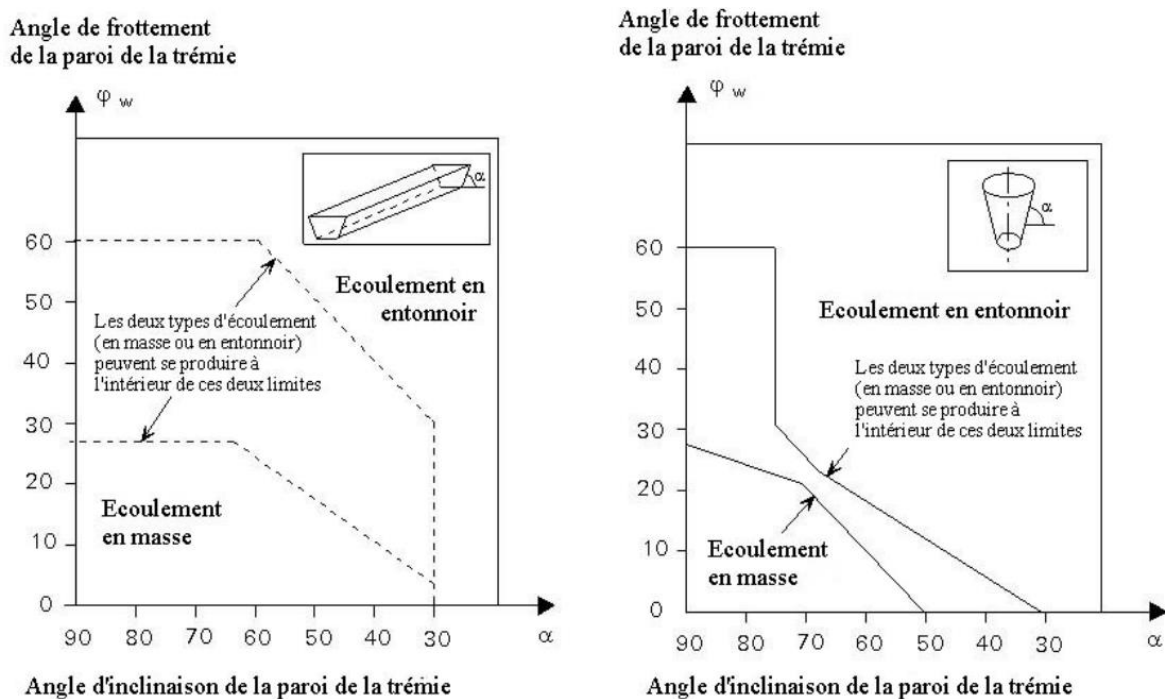 Angle de frottement
de la paroi de la trémie
φ w
α
60
50
40
30
20
10
0
Ecoulement en
entonnoir
Les deux types d'écoulement
(en masse ou en entonnoir)
peuvent se produire à
l'intérieur de ces deux limites
Ecoulement
en masse
90 80 70 60 50 40 30 α
Angle d'inclinaison de la paroi de la trémie
Angle de frottement
de la paroi de la trémie
φ w
α
60
50
40
30
20
10
0
Ecoulement en entonnoir
Les deux types d'écoulement
(en masse ou en entonnoir)
peuvent se produire à
l'intérieur de ces deux limites
Ecoulement
en masse
90 80 70 60 50 40 30 α
Angle d'inclinaison de la paroi de la trémie